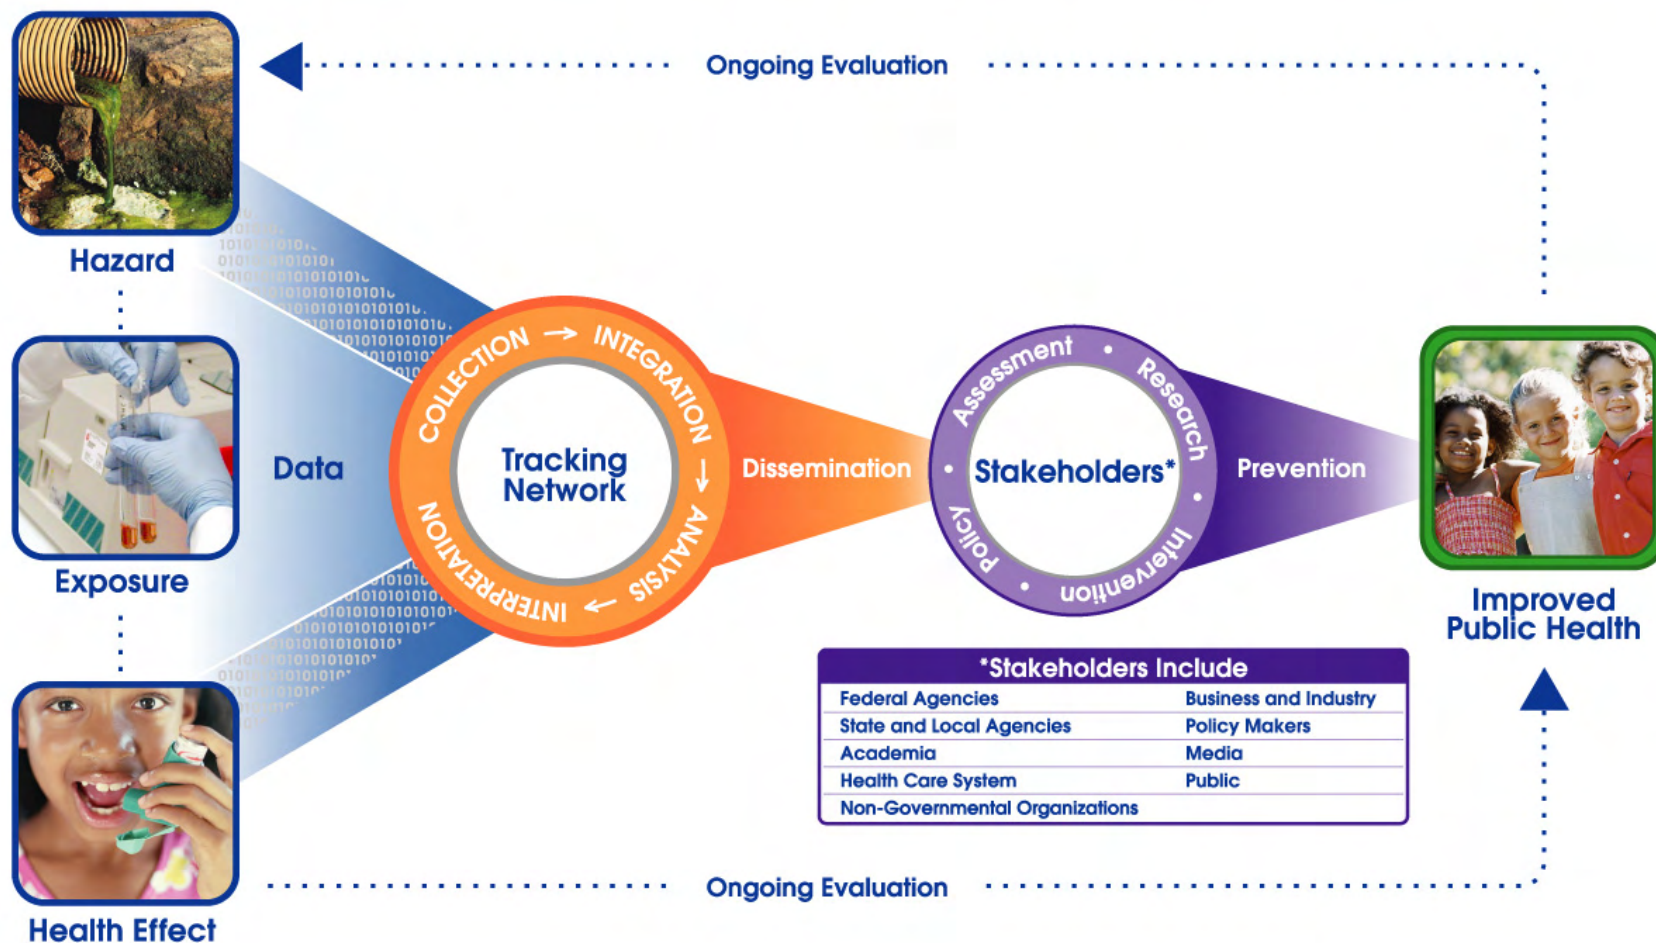 Ongoing Evaluation
Hazard
Exposure
Health Effect
Data
COLLECTION → INTEGRATION → ANALYSIS → INTERPRETATION
Tracking
Network
Dissemination
Assessment • Research • Intervention • Policy •
Stakeholders*
Prevention
Improved
Public Health
*Stakeholders Include
Federal Agencies
Business and Industry
State and Local Agencies
Policy Makers
Academia
Media
Health Care System
Public
Non-Governmental Organizations
Ongoing Evaluation